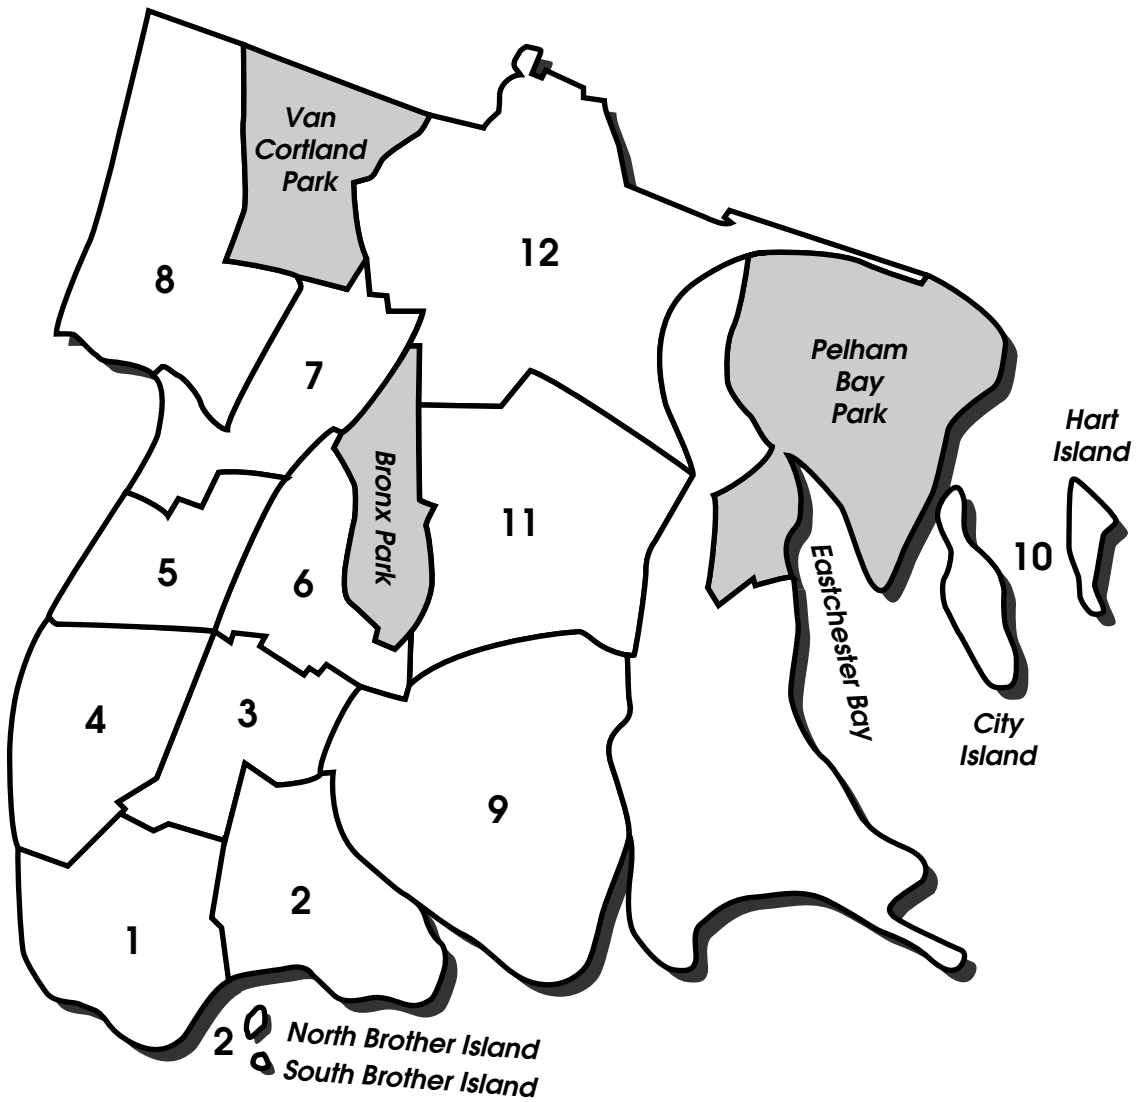 Van
Cortland
Park
12
8
7
Pelham
Bay
Park
Hart
Island
Bronx Park
11
10
5
6
Eastchester Bay
4
3
City
Island
9
2
1
2
North Brother Island
South Brother Island